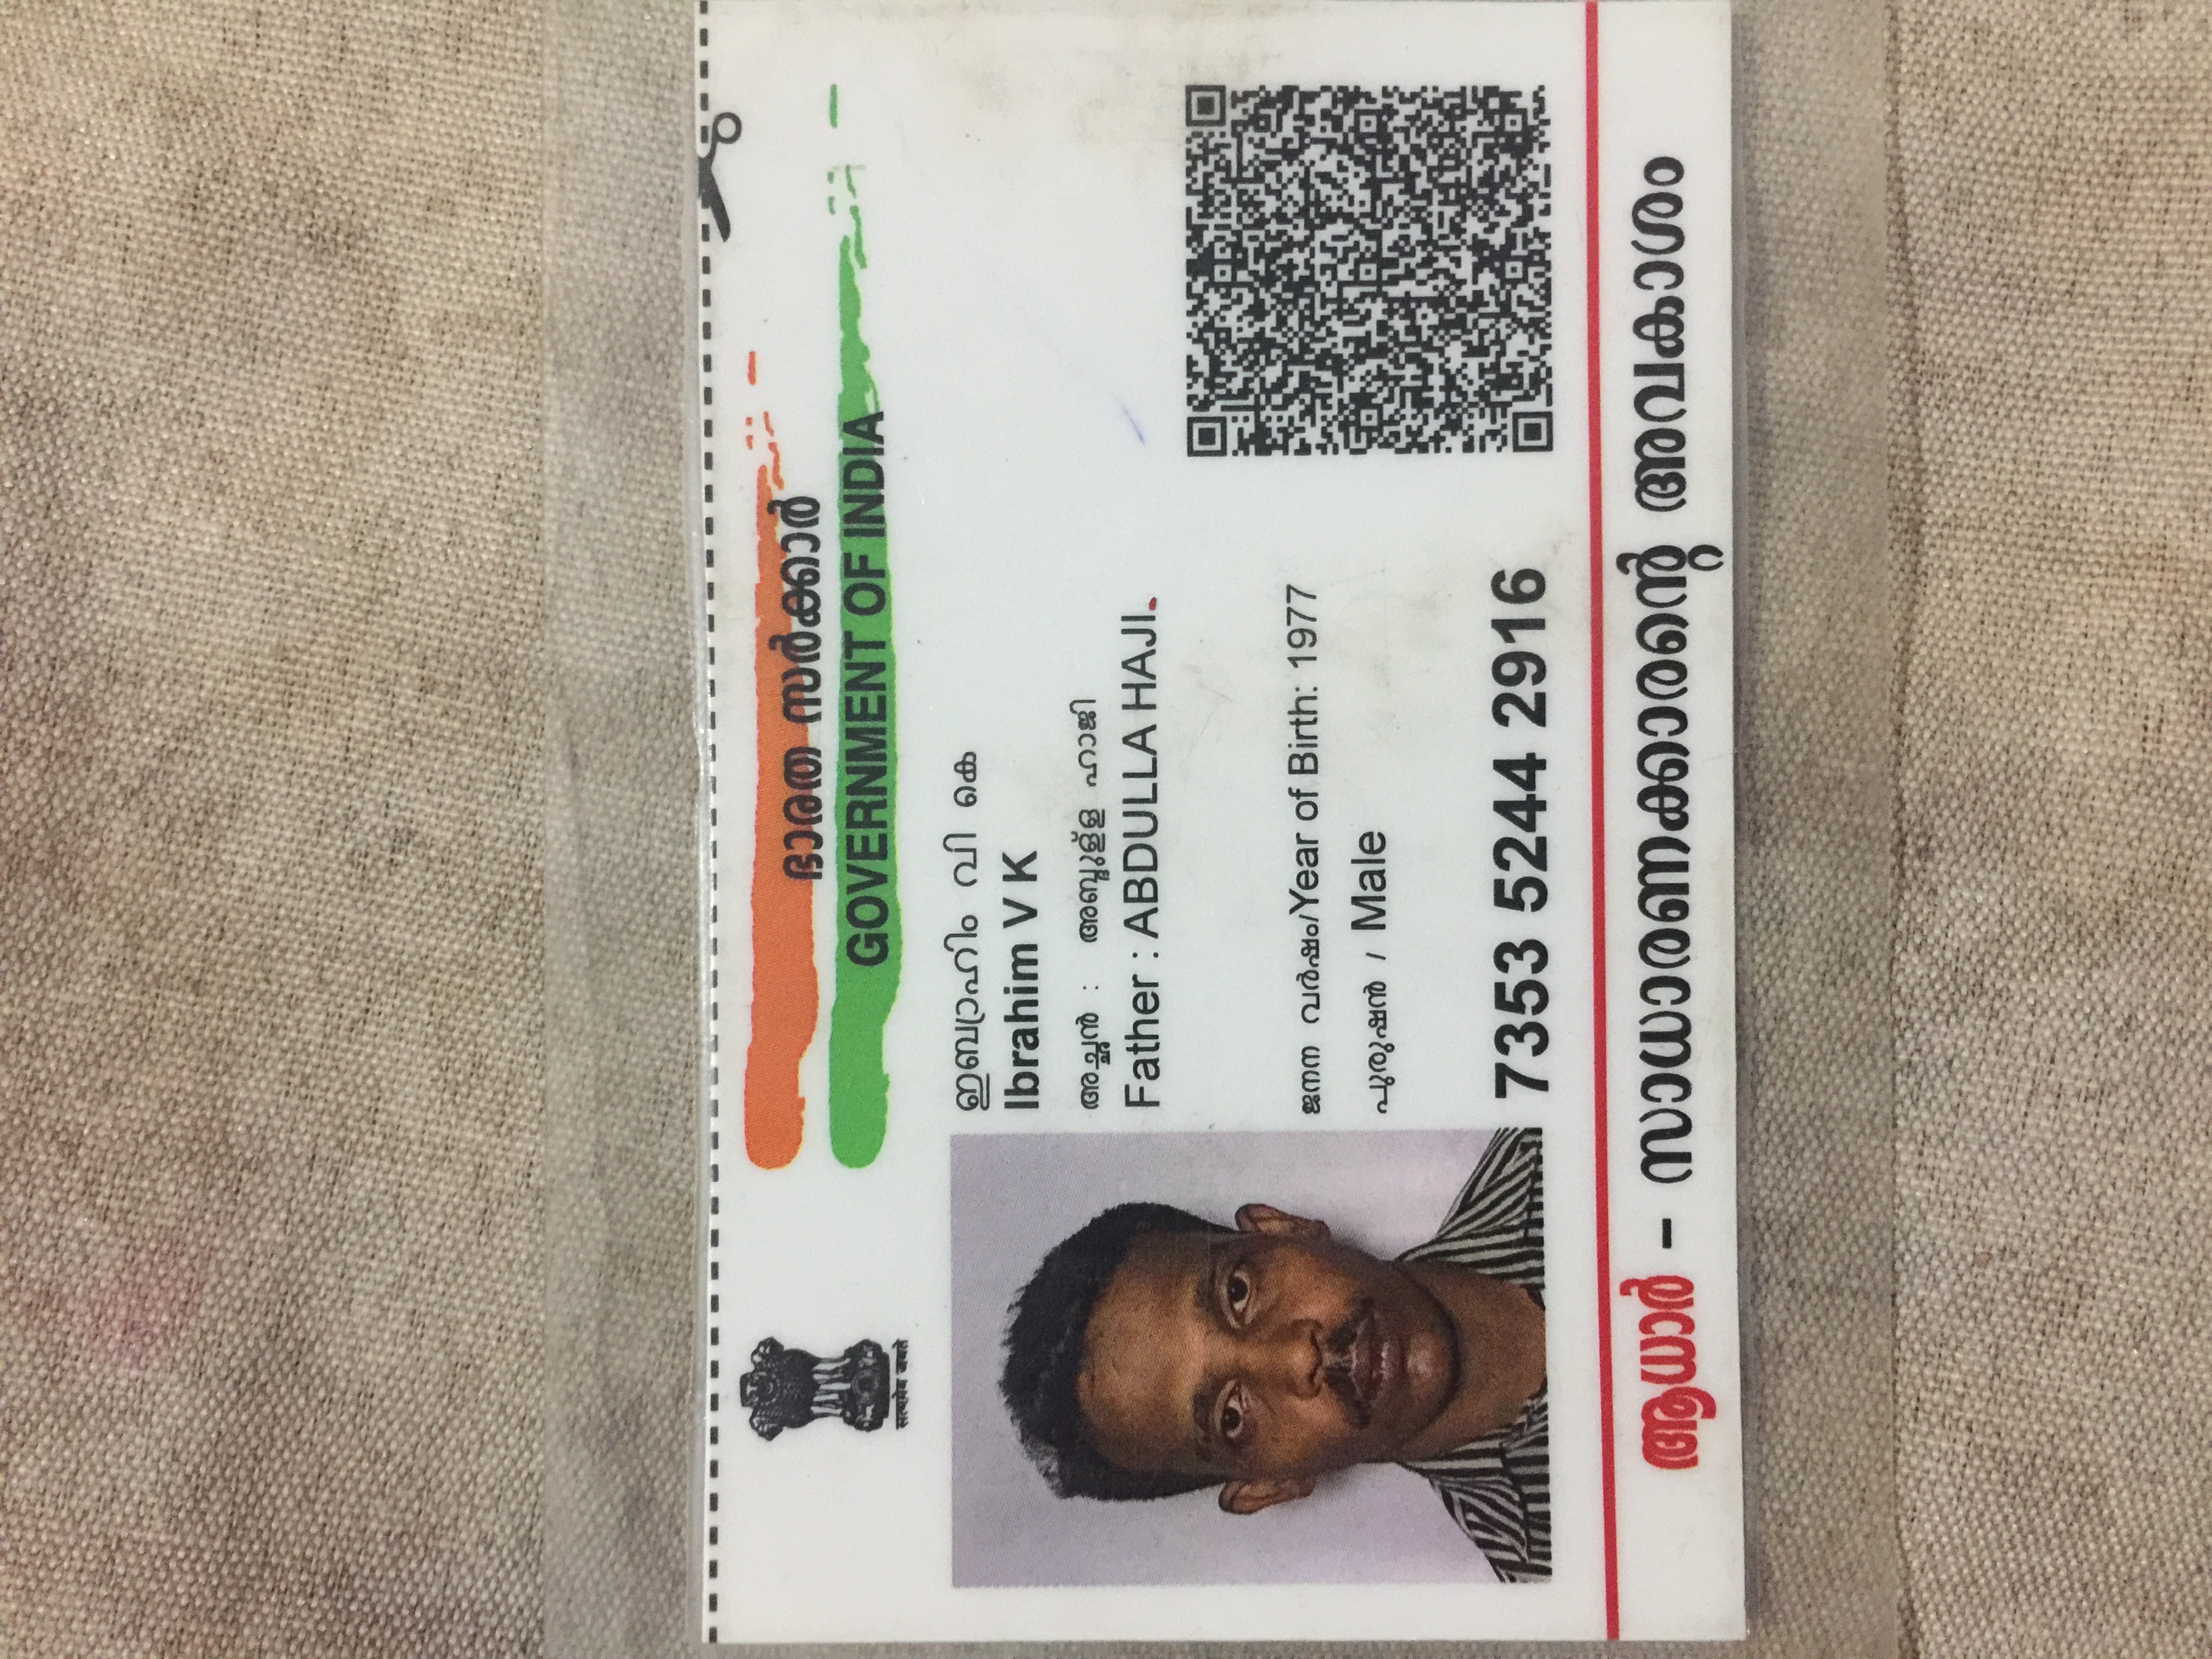 ഭാരത സർക്കാർ
GOVERNMENT OF INDIA
सत्यमेव जयते
ഇബ്രാഹിം വി കെ
Ibrahim V K
അച്ഛൻ : അബ്ദുള്ള ഹാജി
Father : ABDULLA HAJI.
ജനന വർഷം/Year of Birth: 1977
പുരുഷൻ / Male
7353 5244 2916
ആധാർ – സാധാരണക്കാരന്റെ അവകാശം